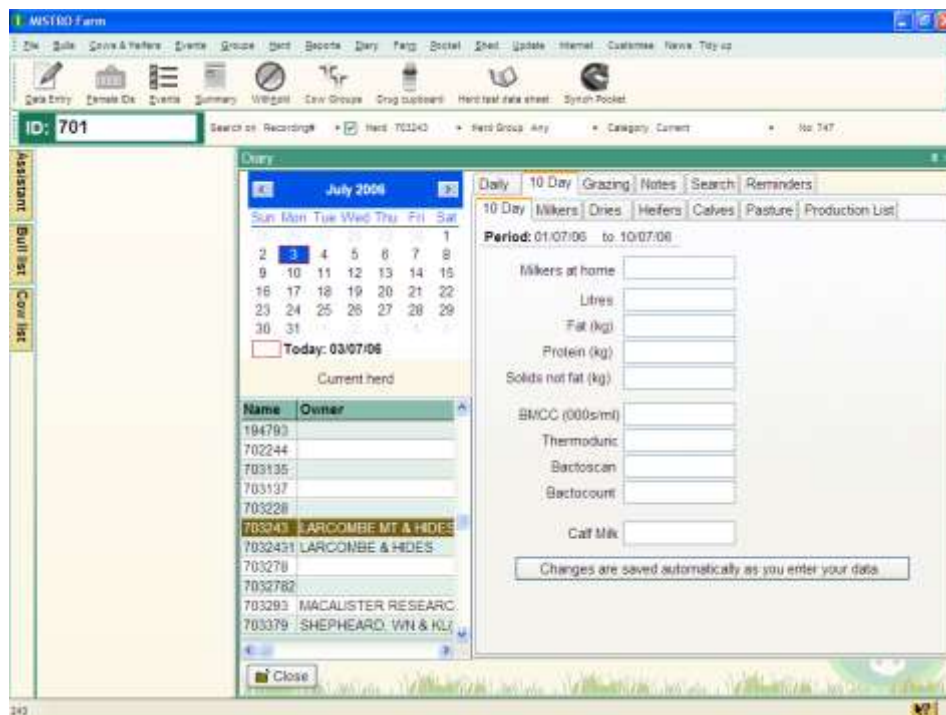 MISTRO Farm
File Bulls Cows & Heifers Events Groups Herd Reports Diary Farm Pocket Shed Update Internet Customise News Tidy up
Data Entry Female IDs Events Summary Withhold Cow Groups Drug cupboard Herd test data sheet Synch Pocket
ID: 701 Search on Recording# Herd 703243 Herd Group Any Category Current No: 747
Assistant
Bull list
Cow list
Diary
July 2006
Sun Mon Tue Wed Thu Fri Sat
1
2 3 4 5 6 7 8
9 10 11 12 13 14 15
16 17 18 19 20 21 22
23 24 25 26 27 28 29
30 31
Today: 03/07/06
Current herd
Name Owner
194793
702244
703135
703137
703228
703243 LARCOMBE MT & HIDES
7032431 LARCOMBE & HIDES
703278
7032782
703293 MACALISTER RESEARC
703379 SHEPHEARD, WN & KL
Close
Daily 10 Day Grazing Notes Search Reminders
10 Day Milkers Dries Heifers Calves Pasture Production List
Period: 01/07/06 to 10/07/06
Milkers at home
Litres
Fat (kg)
Protein (kg)
Solids not fat (kg)
BMCC (000s/ml)
Thermoduric
Bactoscan
Bactocount
Calf Milk
Changes are saved automatically as you enter your data
243